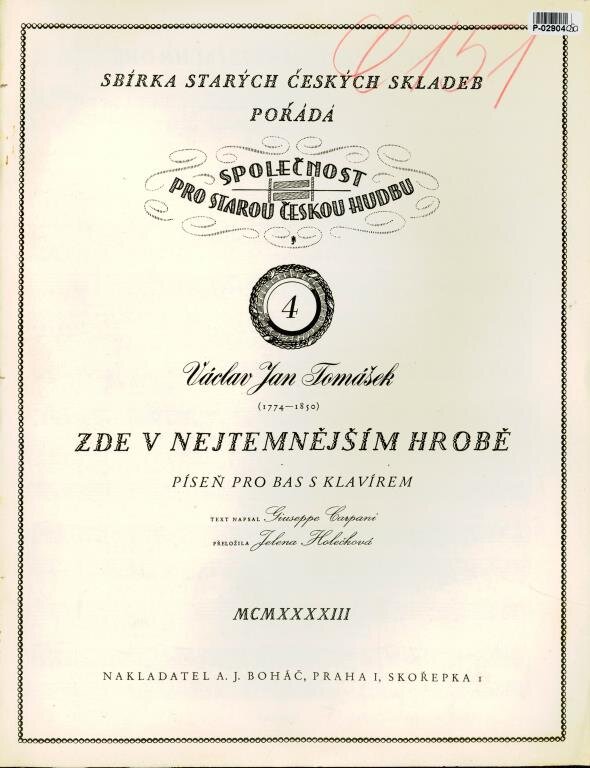 P-02904
SBÍRKA STARÝCH ČESKÝCH SKLADEB
POŘÁDÁ
SPOLEČNOST
PRO STAROU ČESKOU HUDBU
4
Václav Jan Tomášek
(1774—1850)
ZDE V NEJTEMNĚJŠÍM HROBĚ
PÍSEŇ PRO BAS S KLAVÍREM
TEXT NAPSAL Giuseppe Carpani
PŘELOŽILA Jelena Holečková
MCMXXXXIII
NAKLADATEL A. J. BOHÁČ, PRAHA I, SKOŘEPKA 1